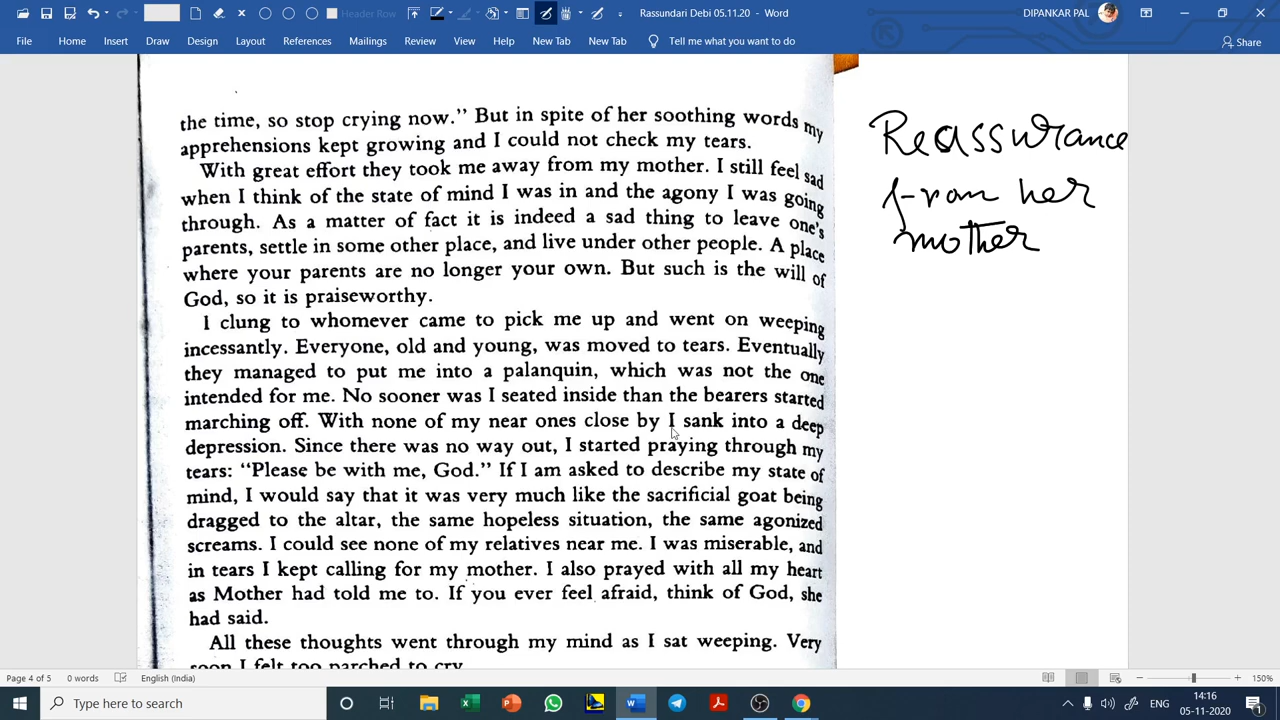 Header Row
Rassundari Debi 05.11.20 - Word
DIPANKAR PAL
File Home Insert Draw Design Layout References Mailings Review View Help New Tab New Tab Tell me what you want to do
Share
the time, so stop crying now.” But in spite of her soothing words my
apprehensions kept growing and I could not check my tears.
With great effort they took me away from my mother. I still feel sad
when I think of the state of mind I was in and the agony I was going
through. As a matter of fact it is indeed a sad thing to leave one's
parents, settle in some other place, and live under other people. A place
where your parents are no longer your own. But such is the will of
God, so it is praiseworthy.
I clung to whomever came to pick me up and went on weeping
incessantly. Everyone, old and young, was moved to tears. Eventually
they managed to put me into a palanquin, which was not the one
intended for me. No sooner was I seated inside than the bearers started
marching off. With none of my near ones close by I sank into a deep
depression. Since there was no way out, I started praying through my
tears: “Please be with me, God.” If I am asked to describe my state of
mind, I would say that it was very much like the sacrificial goat being
dragged to the altar, the same hopeless situation, the same agonized
screams. I could see none of my relatives near me. I was miserable, and
in tears I kept calling for my mother. I also prayed with all my heart
as Mother had told me to. If you ever feel afraid, think of God, she
had said.
All these thoughts went through my mind as I sat weeping. Very
soon I felt too parched to cry.
Reassurance
from her
mother
Page 4 of 5 0 words English (India) 150%
Type here to search
ENG
14:16
05-11-2020